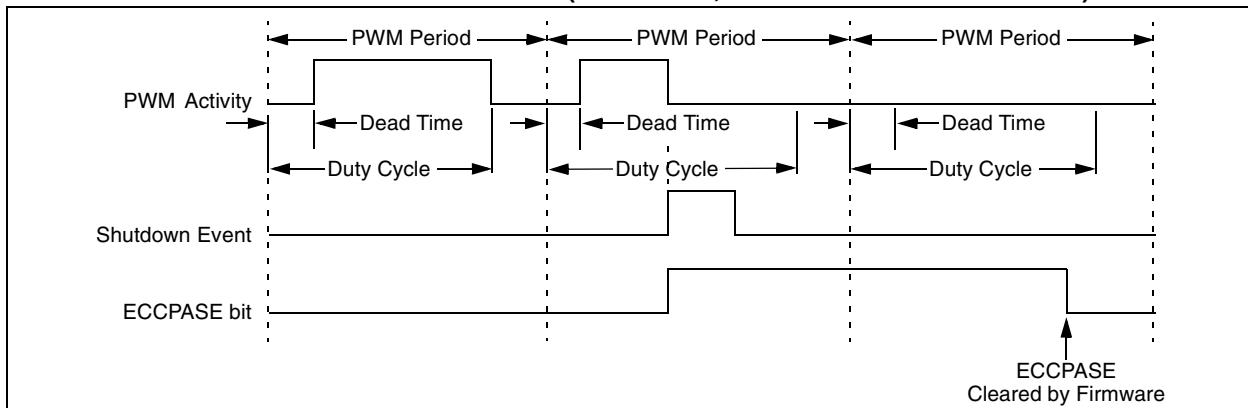 PWM Period PWM Period PWM Period
PWM Activity
Dead Time Dead Time Dead Time
Duty Cycle Duty Cycle Duty Cycle
Shutdown Event
ECCPASE bit
ECCPASE
Cleared by Firmware